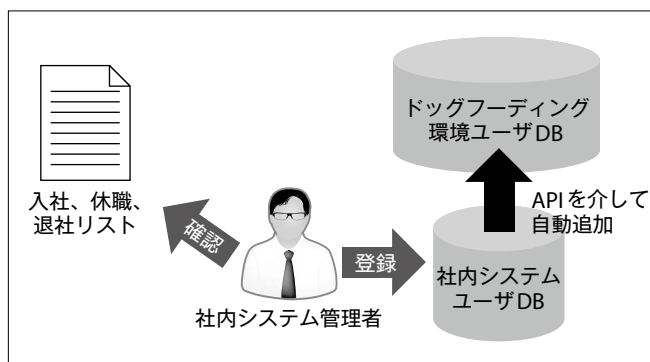 入社、休職、
退社リスト
確認
社内システム管理者
登録
ドッグフーディング
環境ユーザDB
APIを介して
自動追加
社内システム
ユーザDB